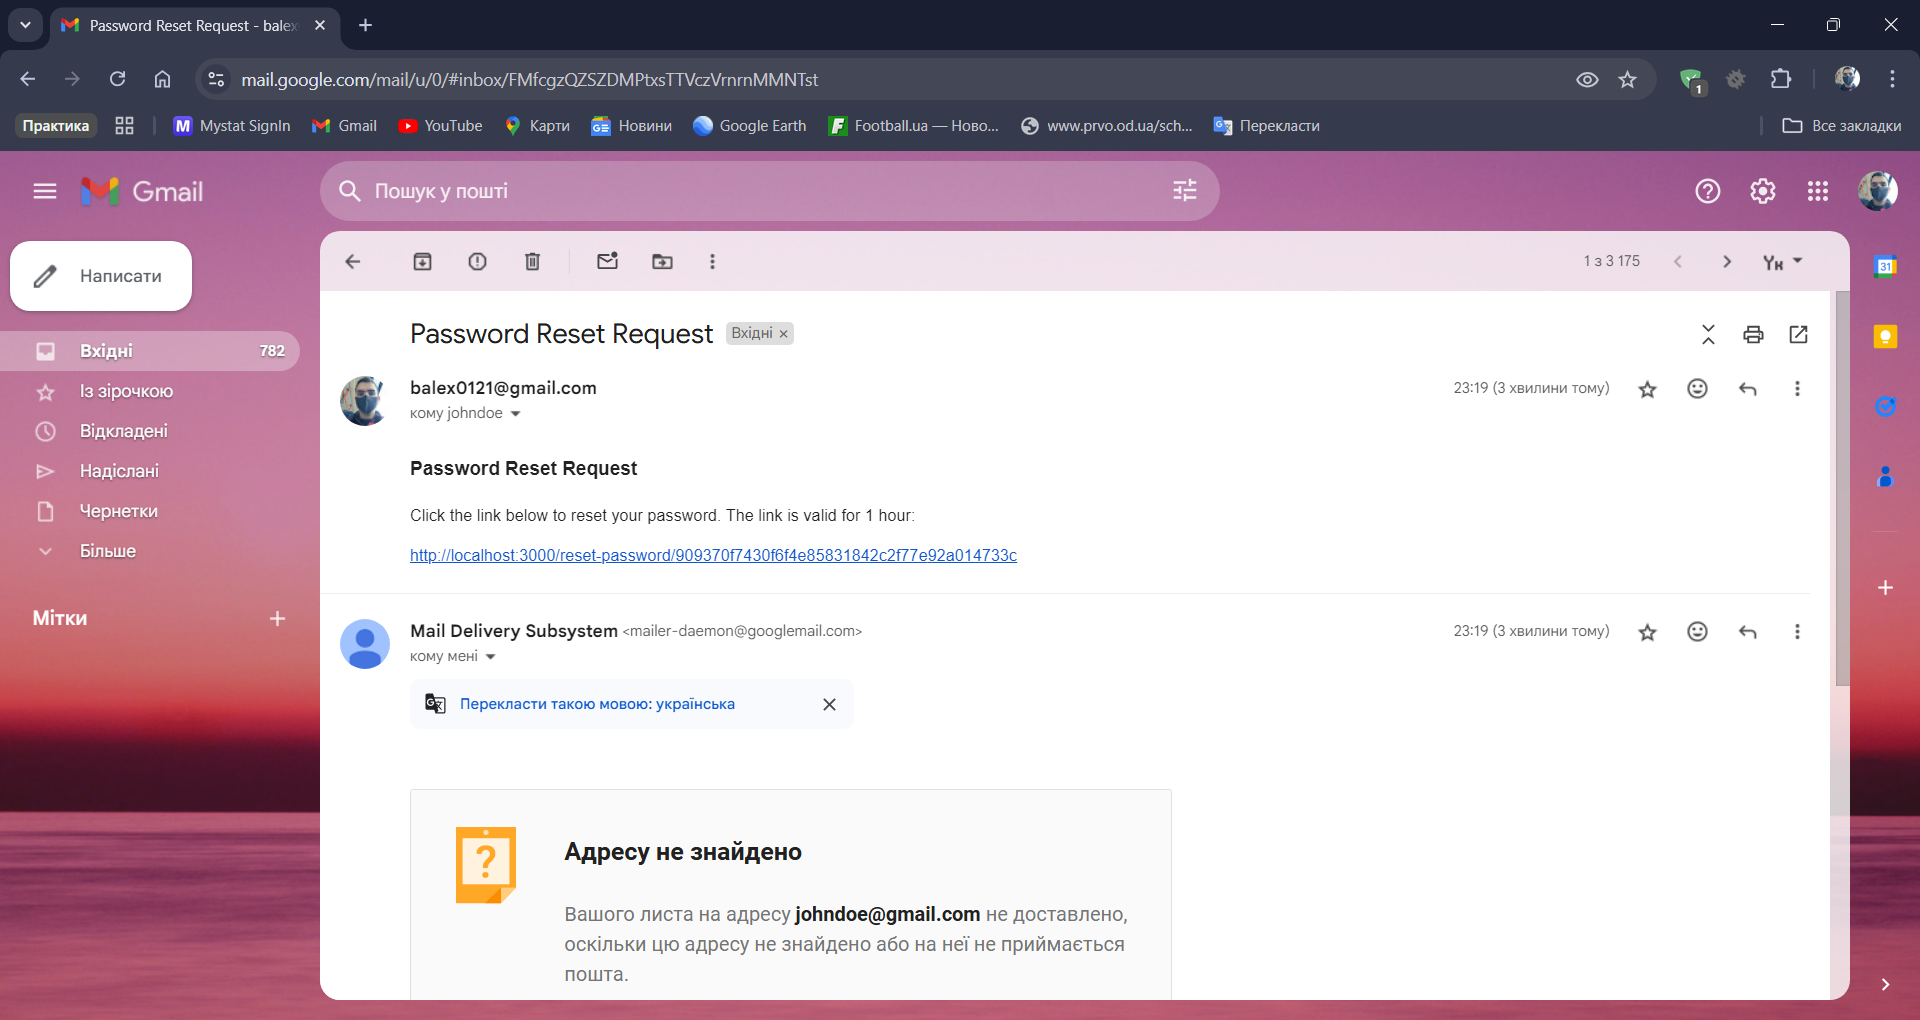 Password Reset Request - balex
mail.google.com/mail/u/0/#inbox/FMfcgzQZSZDMPtxsTTVczVrnrnMMNTst
1
Практика
Mystat SignIn
Gmail
YouTube
Карти
Новини
Google Earth
Football.ua — Ново...
www.prvo.od.ua/sch...
Перекласти
Все закладки
Gmail
Пошук у пошті
Написати
1 з 3 175
Ук
31
Password Reset Request
Вхідні ×
Вхідні 782
Із зірочкою
Відкладені
Надіслані
Чернетки
Більше
Мітки
balex0121@gmail.com
23:19 (3 хвилини тому)
кому johndoe
Password Reset Request
Click the link below to reset your password. The link is valid for 1 hour:
http://localhost:3000/reset-password/909370f7430f6f4e85831842c2f77e92a014733c
Mail Delivery Subsystem <mailer-daemon@googlemail.com>
23:19 (3 хвилини тому)
кому мені
Перекласти такою мовою: українська
Адресу не знайдено
Вашого листа на адресу johndoe@gmail.com не доставлено,
оскільки цю адресу не знайдено або на неї не приймається
пошта.